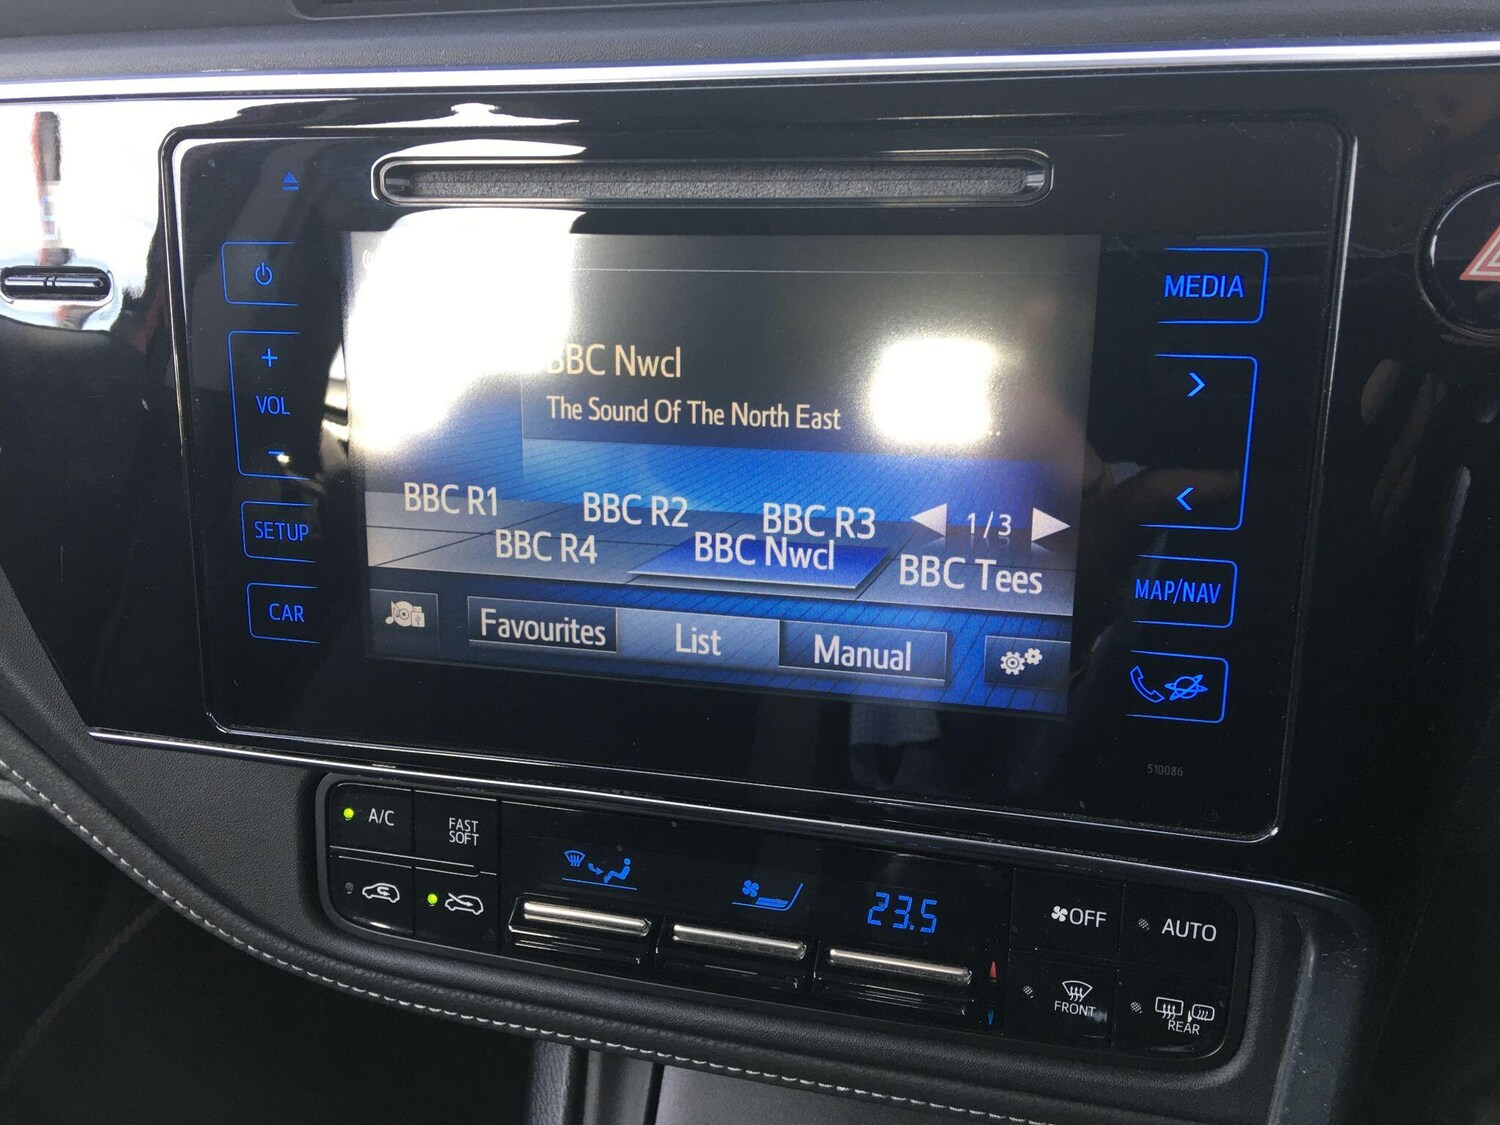 MEDIA
BBC Nwcl
The Sound Of The North East
+
VOL
-
SETUP
CAR
BBC R1 BBC R2 BBC R3 1/3
BBC R4 BBC Nwcl BBC Tees
MAP/NAV
Favourites List Manual
510086
A/C FAST SOFT
23.5
OFF AUTO
FRONT REAR